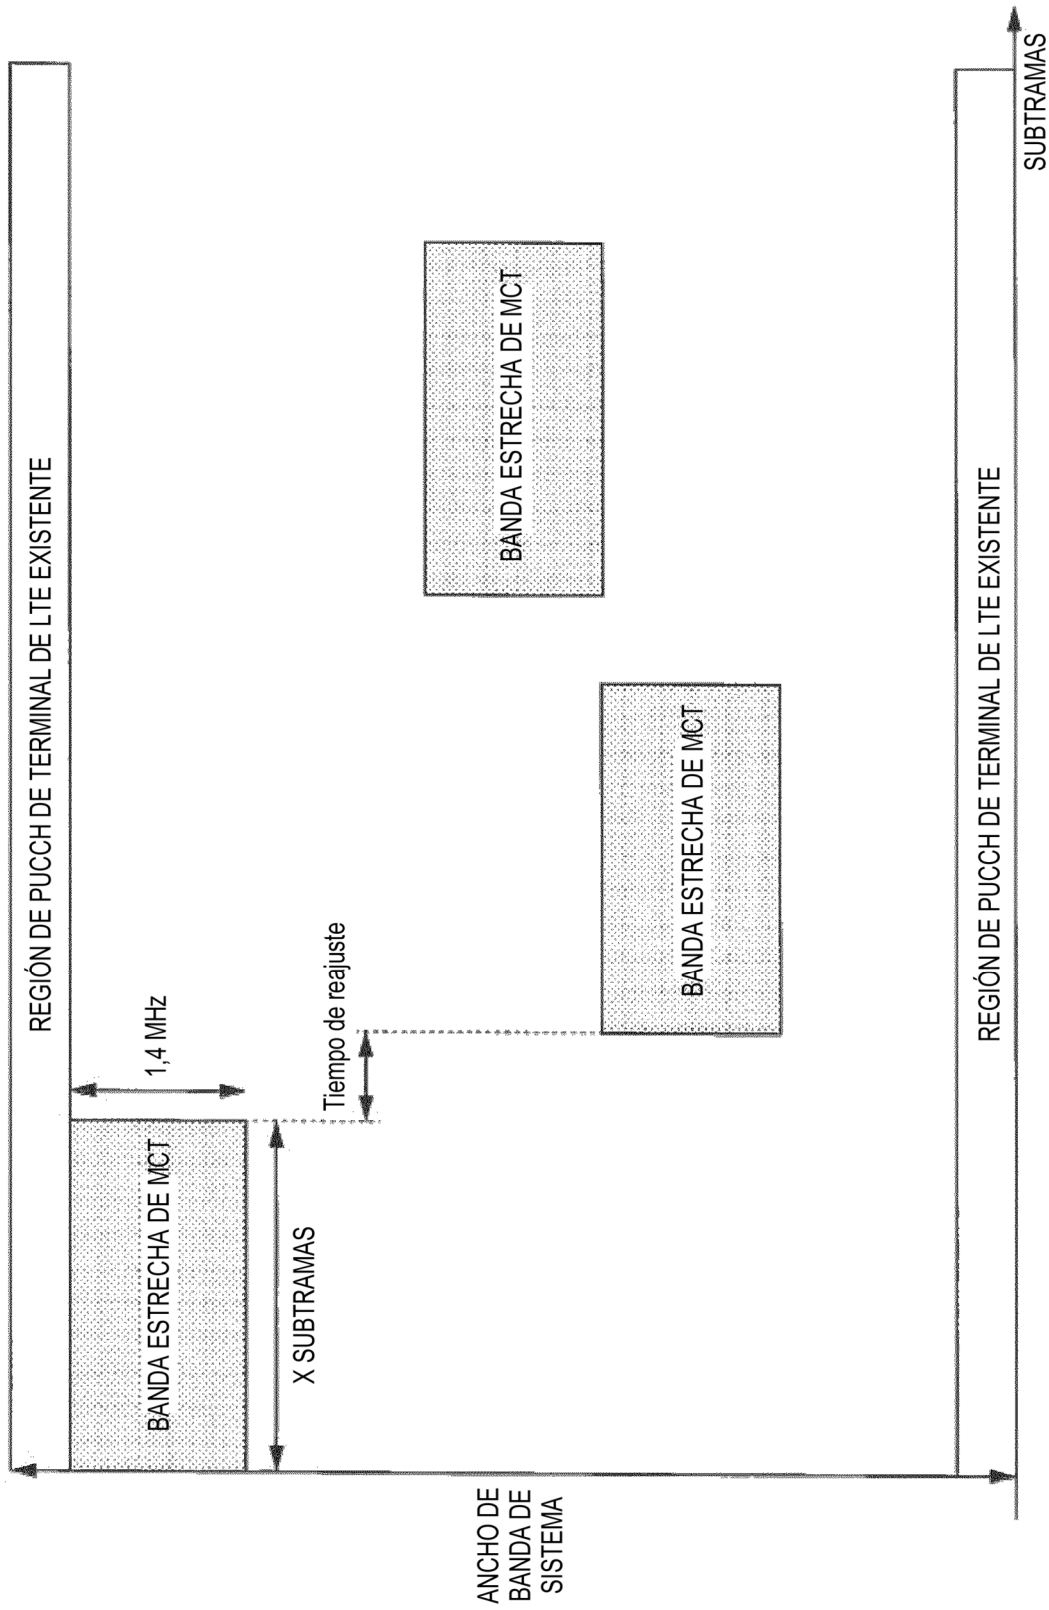 REGIÓN DE PUCCH DE TERMINAL DE LTE EXISTENTE
BANDA ESTRECHA DE MCT
1,4 MHz
X SUBTRAMAS
Tiempo de reajuste
BANDA ESTRECHA DE MCT
BANDA ESTRECHA DE MCT
ANCHO DE
BANDA DE
SISTEMA
REGIÓN DE PUCCH DE TERMINAL DE LTE EXISTENTE
SUBTRAMAS